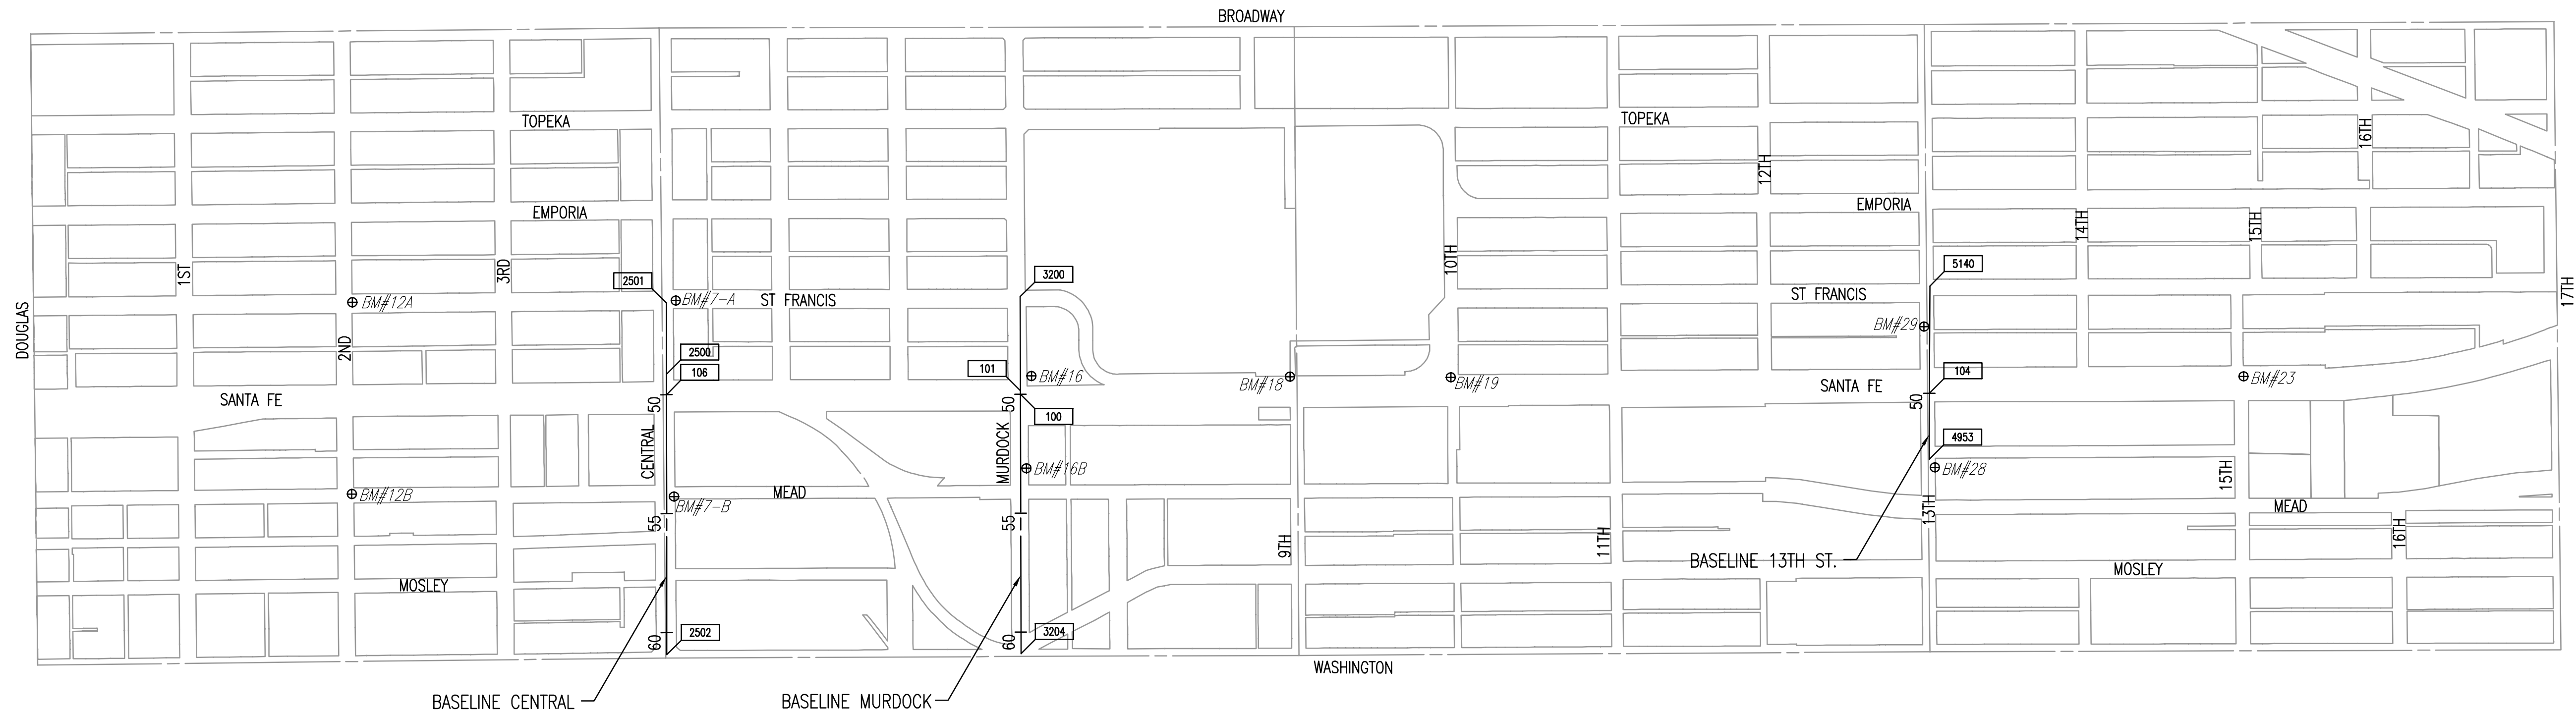 BROADWAY
TOPEKA
TOPEKA
16TH
12TH
EMPORIA
EMPORIA
14TH
15TH
10TH
1ST
3RD
2501
3200
5140
BM#12A
BM#7-A
ST FRANCIS
ST FRANCIS
17TH
DOUGLAS
2ND
BM#29
2500
106
101
BM#16
BM#18
BM#19
104
BM#23
SANTA FE
SANTA FE
50
50
50
100
CENTRAL
MURDOCK
4953
BM#16B
BM#28
15TH
BM#12B
MEAD
BM#7-B
MEAD
13TH
55
55
9TH
11TH
16TH
BASELINE 13TH ST.
MOSLEY
MOSLEY
60
2502
60
3204
WASHINGTON
BASELINE CENTRAL
BASELINE MURDOCK